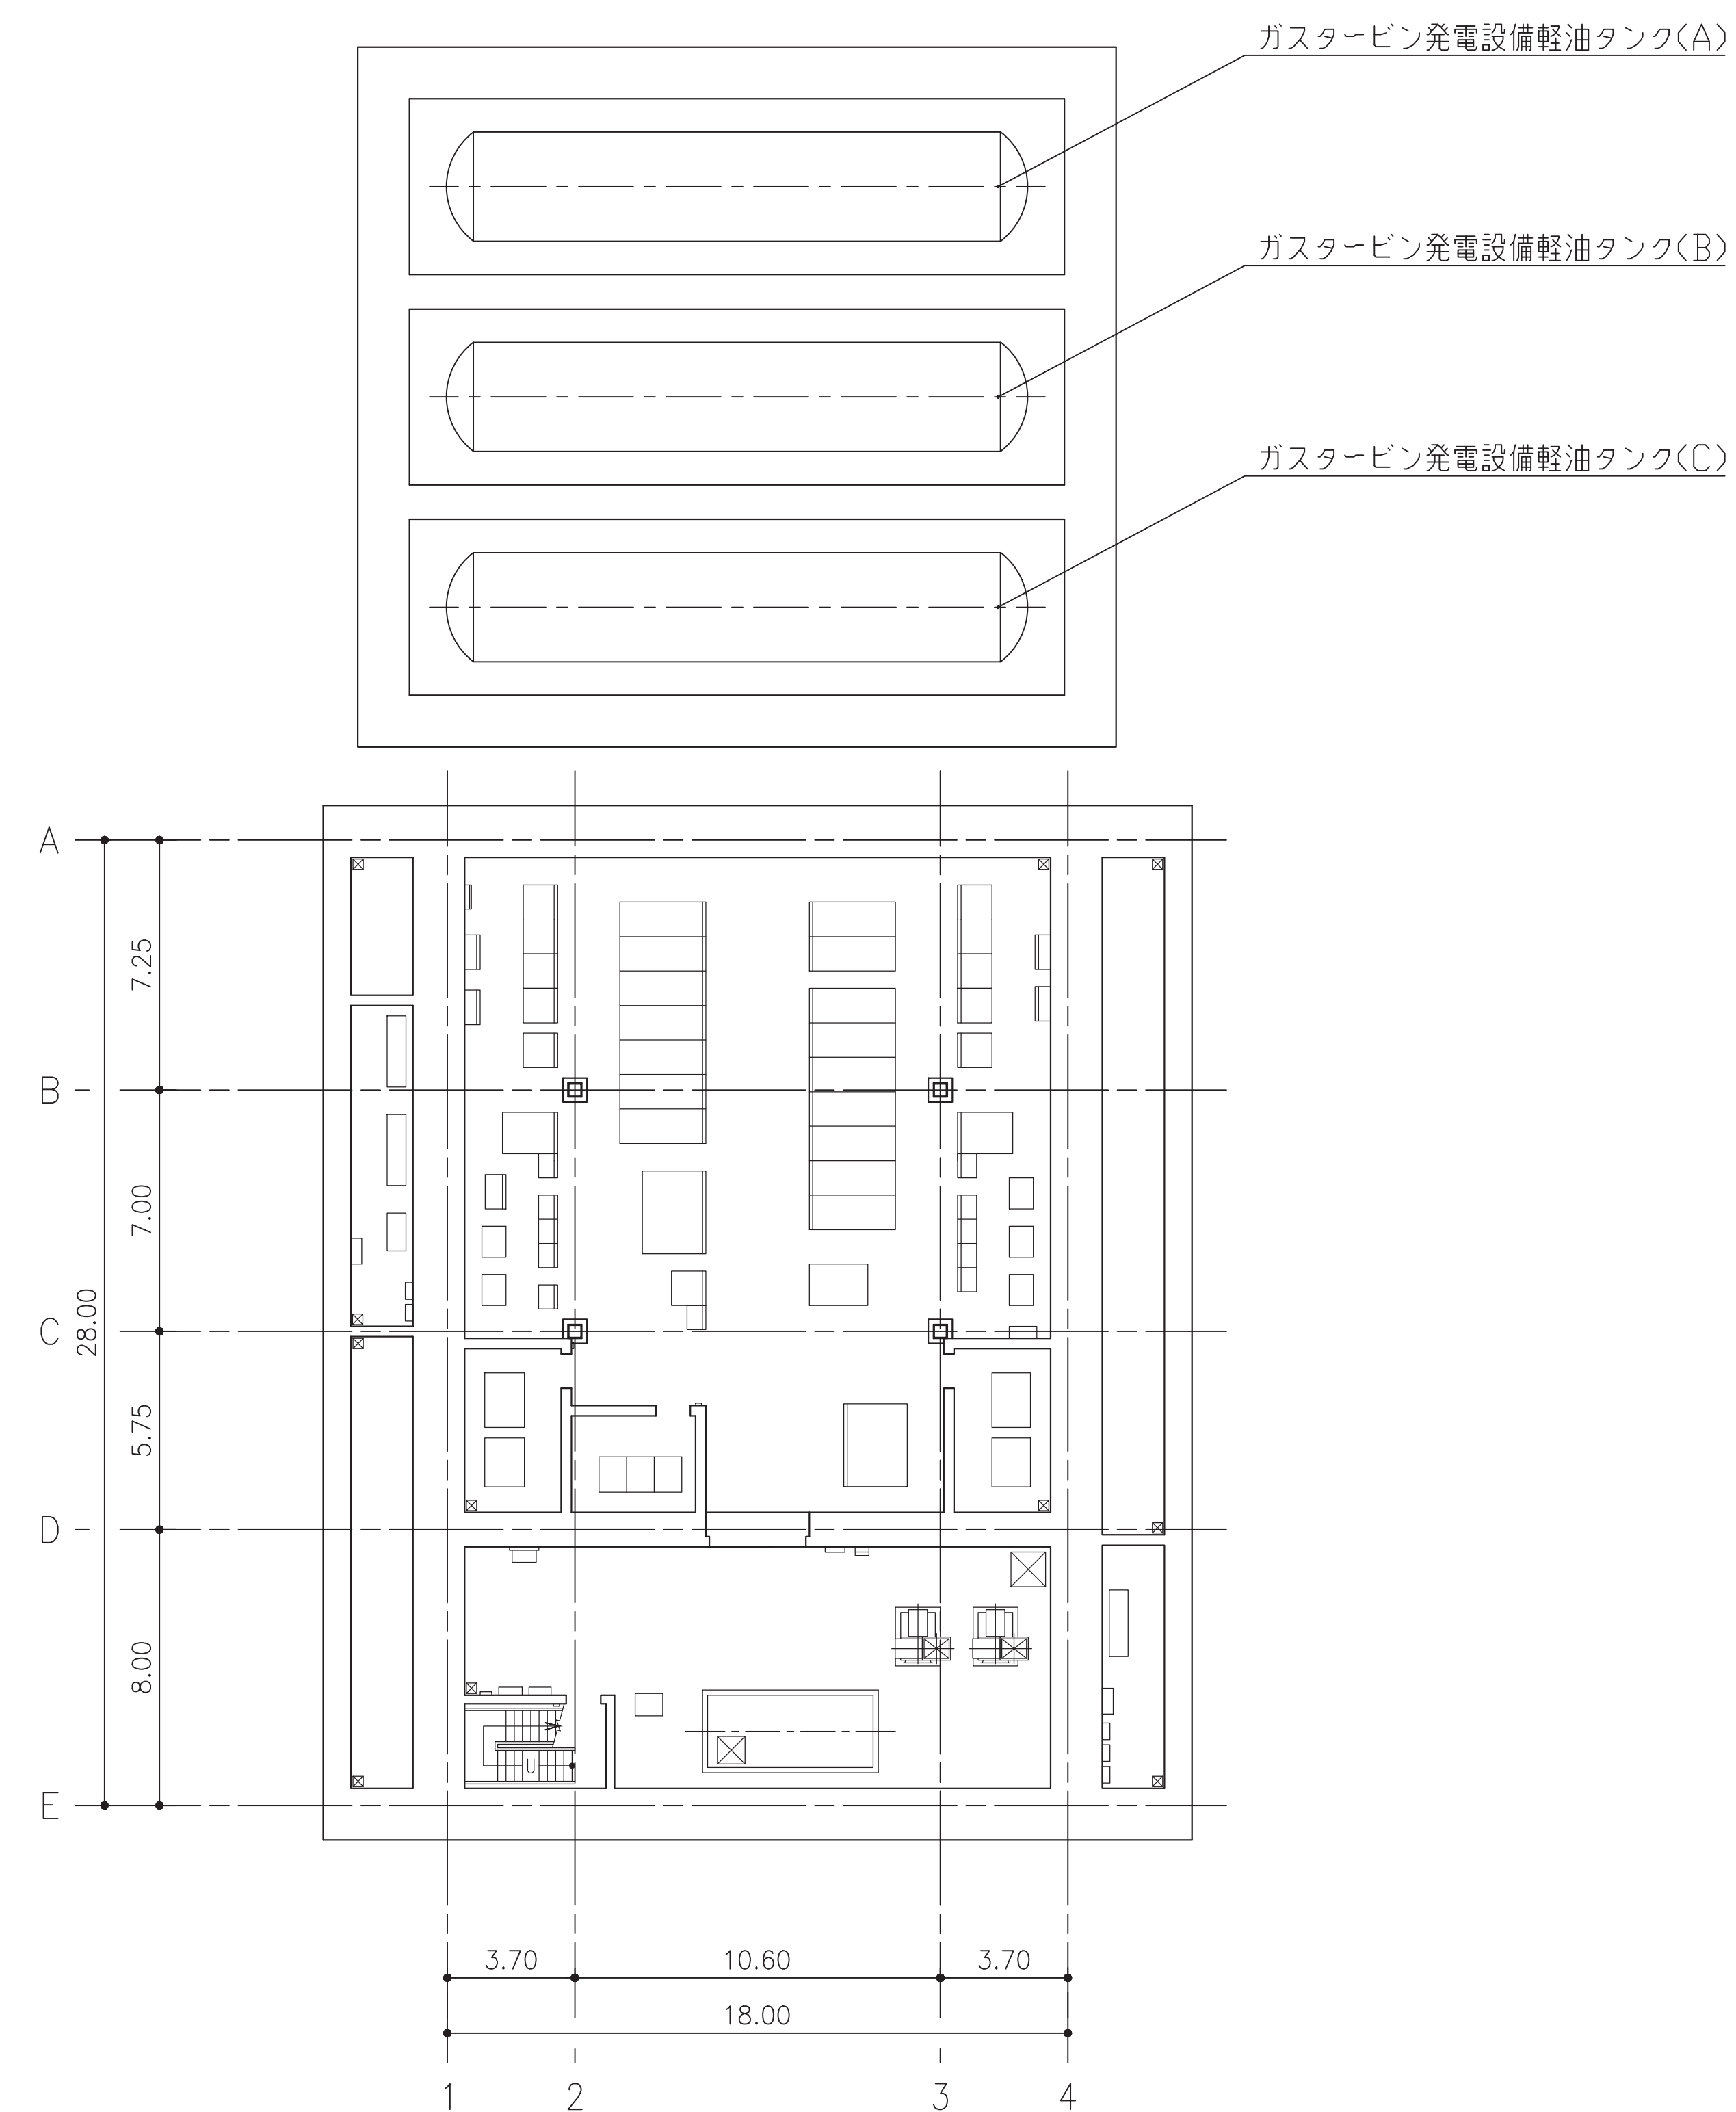 ガスタービン発電設備軽油タンク(A)
ガスタービン発電設備軽油タンク(B)
ガスタービン発電設備軽油タンク(C)
A
7.25
B
7.00
28.00
C
5.75
D
8.00
E
U
3.70 10.60 3.70
18.00
1 2 3 4